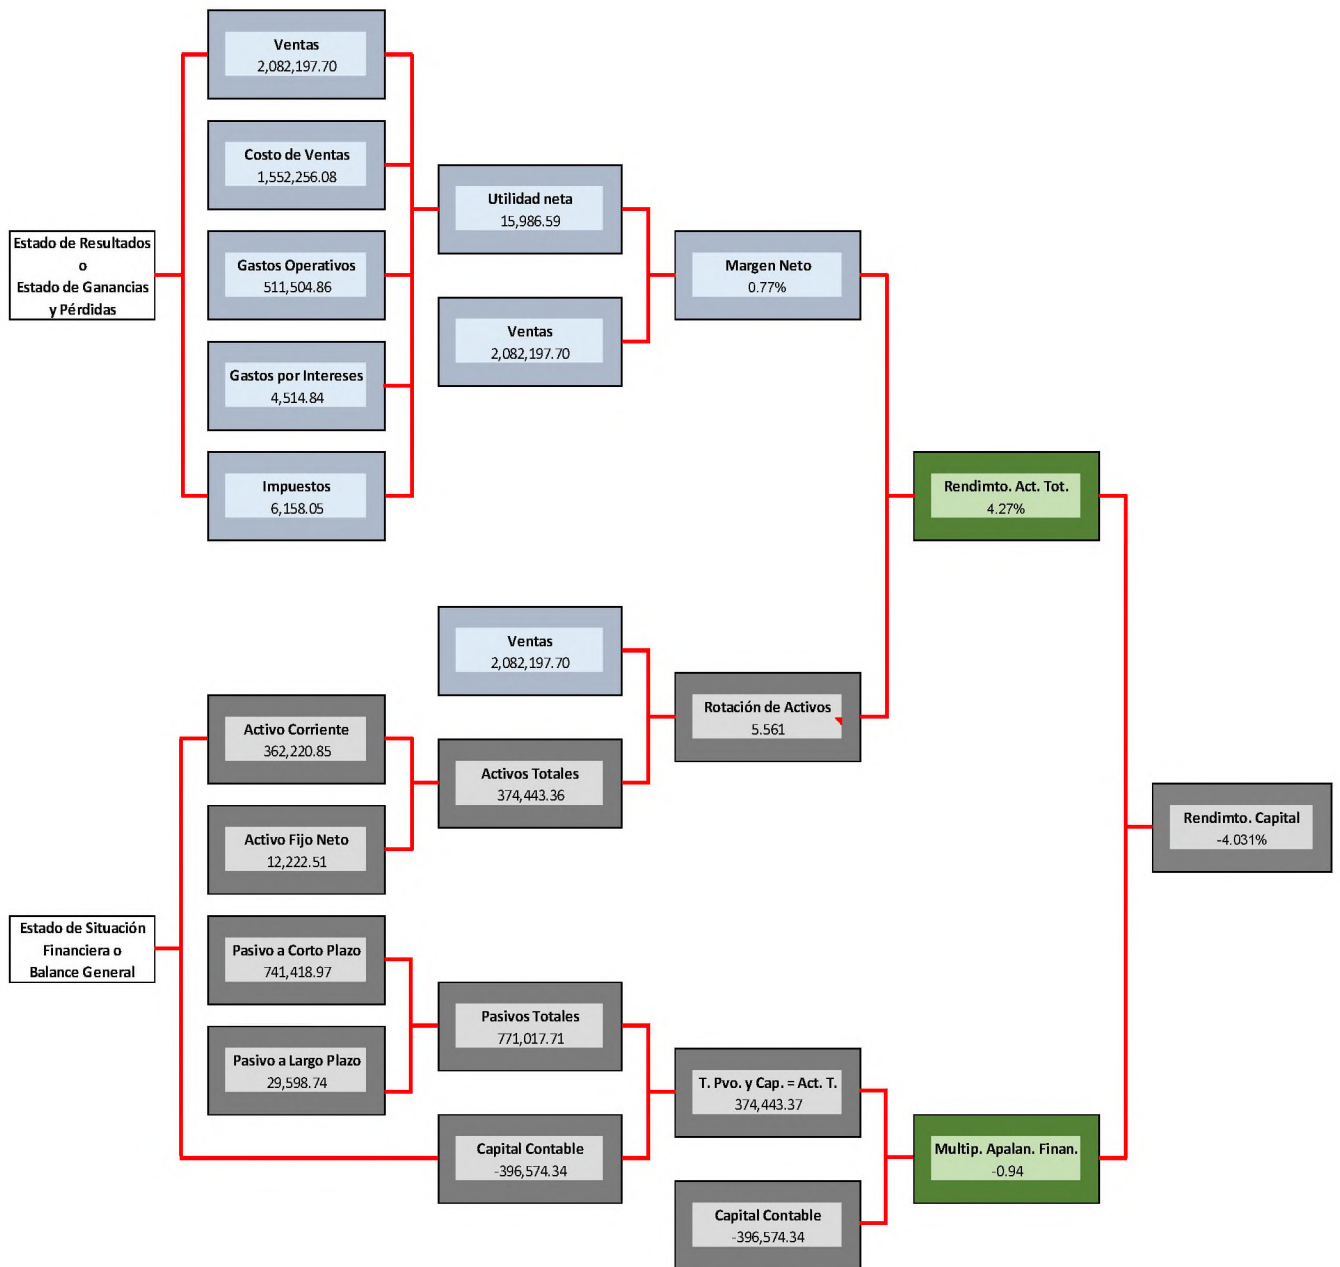 Ventas
2,082,197.70
Costo de Ventas
1,552,256.08
Utilidad neta
15,986.59
Estado de Resultados
o
Estado de Ganancias
y Pérdidas
Gastos Operativos
511,504.86
Margen Neto
0.77%
Ventas
2,082,197.70
Gastos por Intereses
4,514.84
Impuestos
6,158.05
Rendimto. Act. Tot.
4.27%
Ventas
2,082,197.70
Rotación de Activos
5.561
Activo Corriente
362,220.85
Activos Totales
374,443.36
Activo Fijo Neto
12,222.51
Rendimto. Capital
-4.031%
Estado de Situación
Financiera o
Balance General
Pasivo a Corto Plazo
741,418.97
Pasivos Totales
771,017.71
Pasivo a Largo Plazo
29,598.74
T. Pvo. y Cap. = Act. T.
374,443.37
Capital Contable
-396,574.34
Multip. Apalan. Finan.
-0.94
Capital Contable
-396,574.34